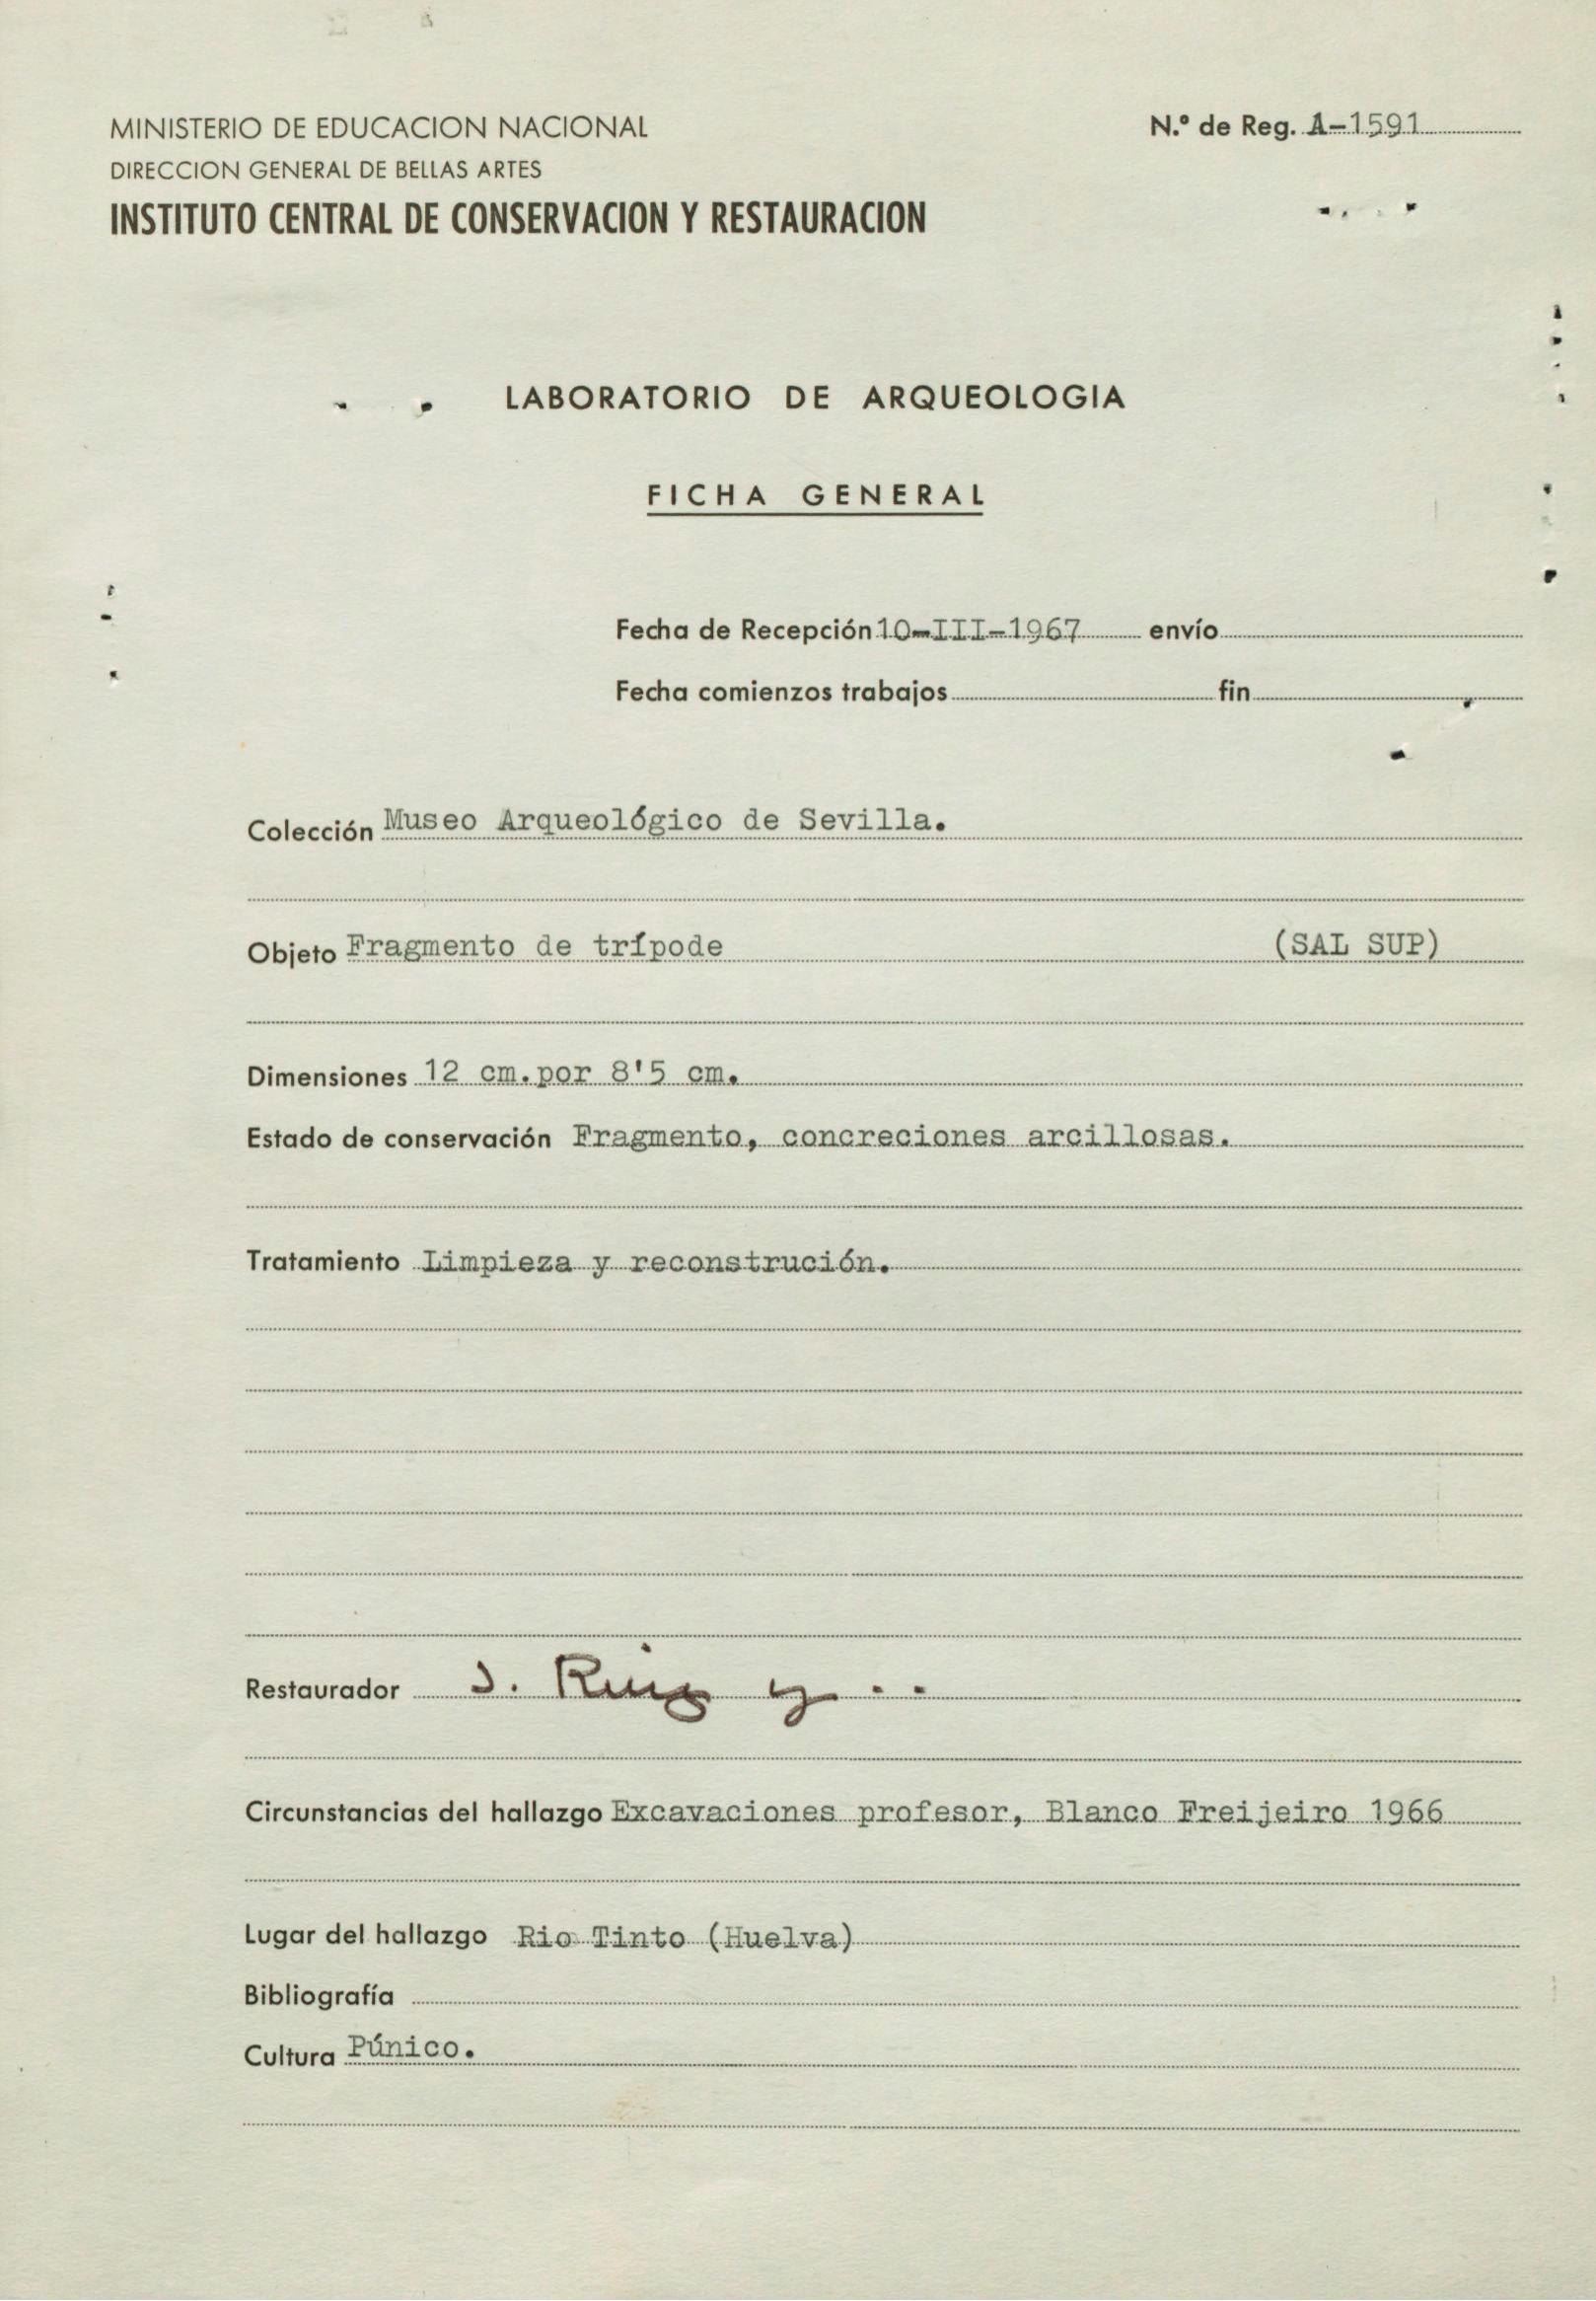 MINISTERIO DE EDUCACION NACIONAL
N.º de Reg. A-1591
DIRECCION GENERAL DE BELLAS ARTES
INSTITUTO CENTRAL DE CONSERVACION Y RESTAURACION
LABORATORIO DE ARQUEOLOGIA
FICHA GENERAL
Fecha de Recepción 10-III-1967 envío
Fecha comienzos trabajos fin
Colección Museo Arqueológico de Sevilla.
Objeto Fragmento de trípode (SAL SUP)
Dimensiones 12 cm. por 8'5 cm.
Estado de conservación Fragmento, concreciones arcillosas.
Tratamiento Limpieza y reconstrución.
Restaurador J. Ruiz y ..
Circunstancias del hallazgo Excavaciones profesor, Blanco Freijeiro 1966
Lugar del hallazgo Rio Tinto (Huelva)
Bibliografía
Cultura Púnico.